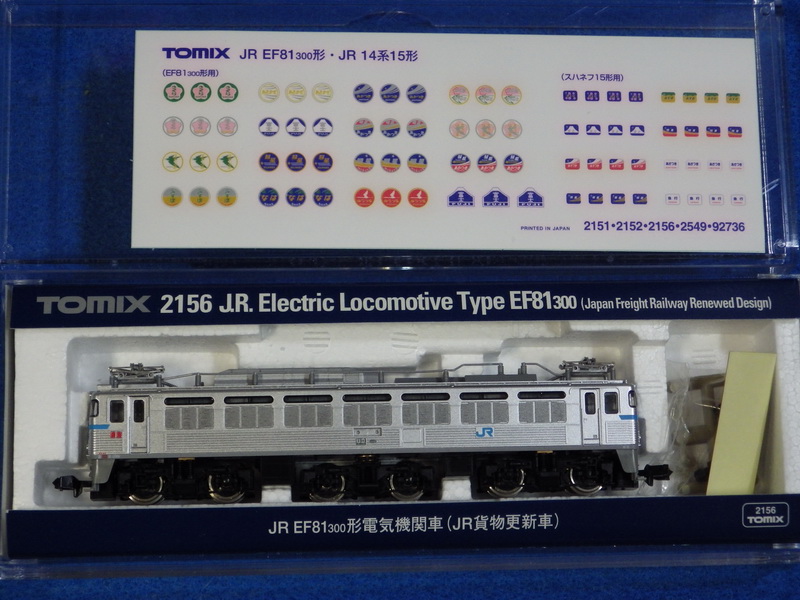 TOMIX JR EF81300形・JR 14系15形
(EF81300形用)
(スハネフ15形用)
FUJI FUJI FUJI
PRINTED IN JAPAN 2151・2152・2156・2549・92736
TOMIX 2156 J.R. Electric Locomotive Type EF81300 (Japan Freight Railway Renewed Design)
JR
JR EF81300形電気機関車(JR貨物更新車)
2156
TOMIX